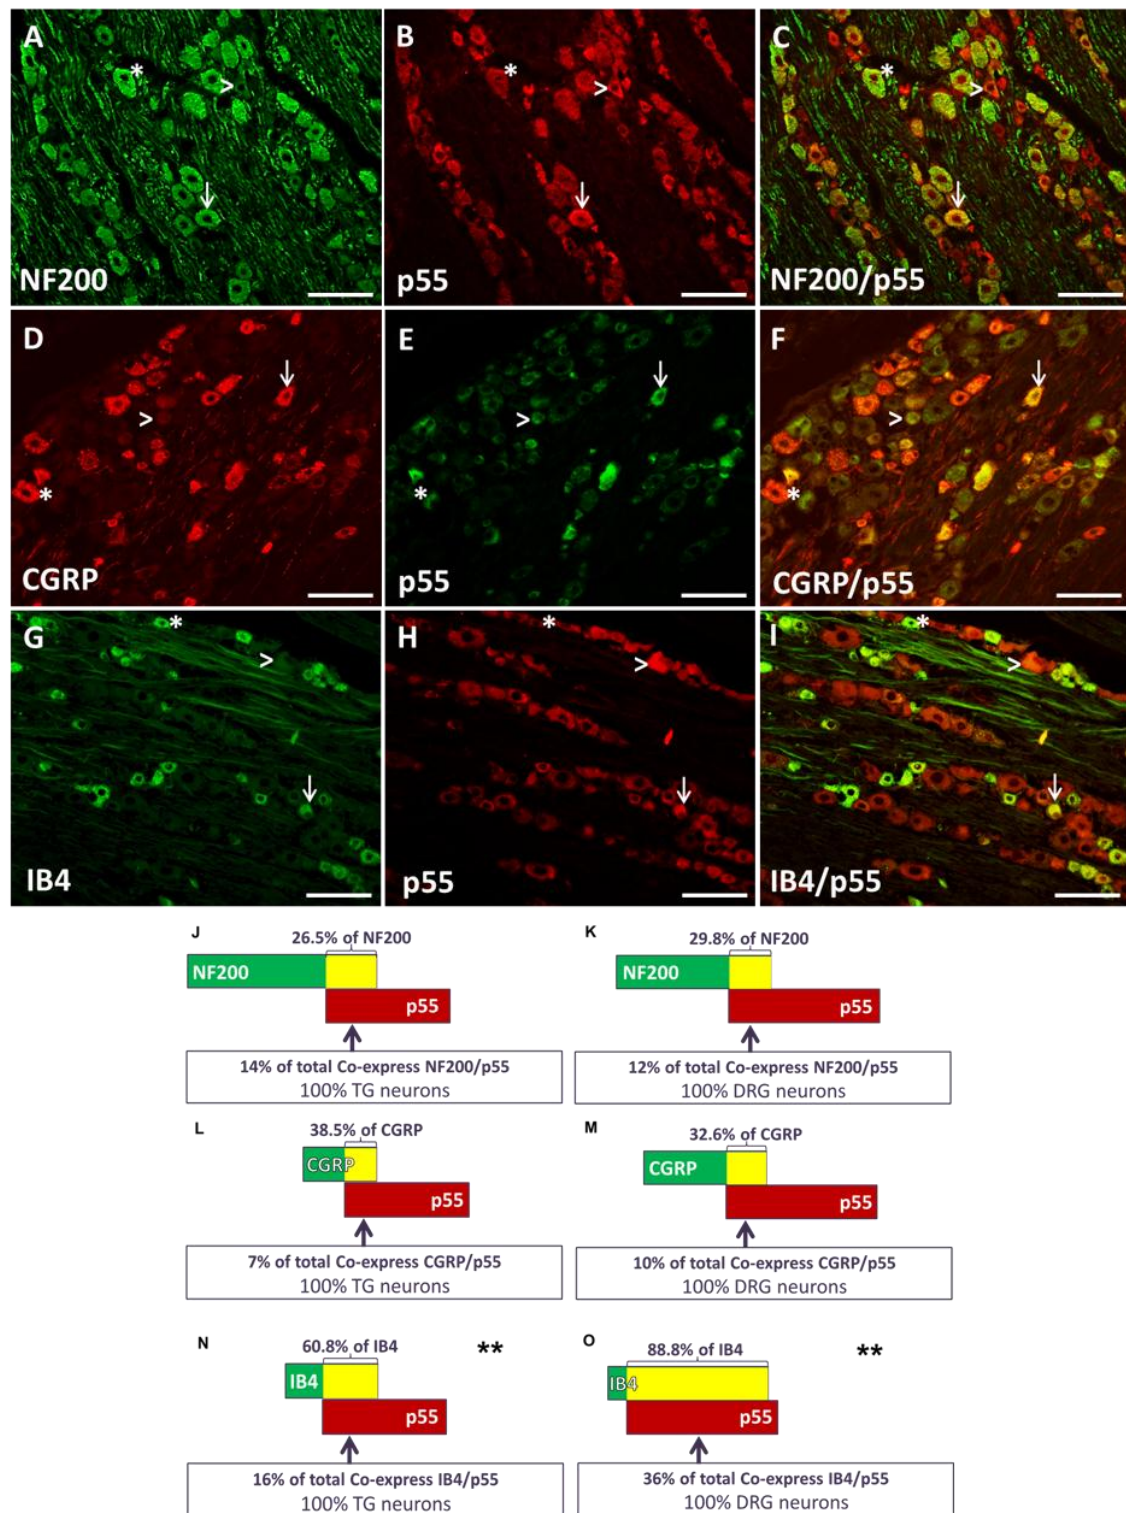 A
*
>
NF200
B
*
>
p55
C
*
>
NF200/p55
D
>
*
CGRP
E
>
*
p55
F
>
*
CGRP/p55
G
*
>
IB4
H
*
>
p55
I
*
>
IB4/p55
J
26.5% of NF200
NF200
p55
14% of total Co-express NF200/p55
100% TG neurons
K
29.8% of NF200
NF200
p55
12% of total Co-express NF200/p55
100% DRG neurons
L
38.5% of CGRP
CGRP
p55
7% of total Co-express CGRP/p55
100% TG neurons
M
32.6% of CGRP
CGRP
p55
10% of total Co-express CGRP/p55
100% DRG neurons
N
60.8% of IB4
**
IB4
p55
16% of total Co-express IB4/p55
100% TG neurons
O
88.8% of IB4
**
IB4
p55
36% of total Co-express IB4/p55
100% DRG neurons